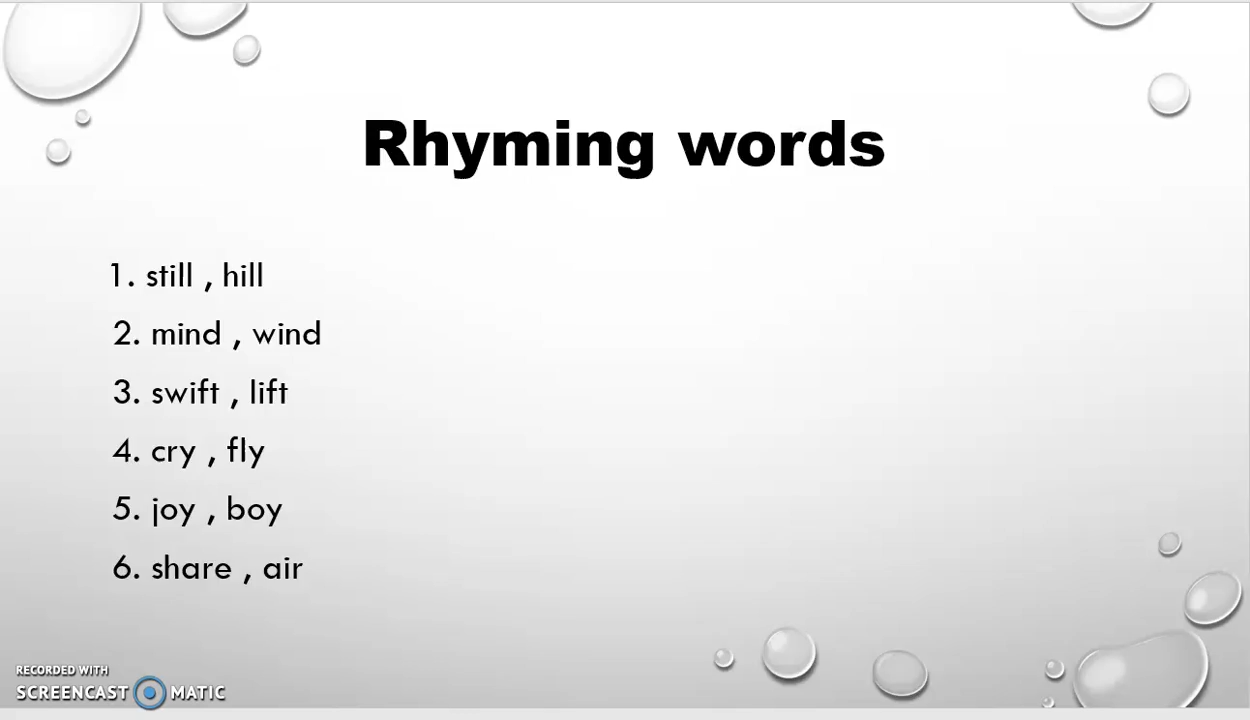 Rhyming words
1. still , hill
2. mind , wind
3. swift , lift
4. cry , fly
5. joy , boy
6. share , air
RECORDED WITH
SCREENCAST MATIC